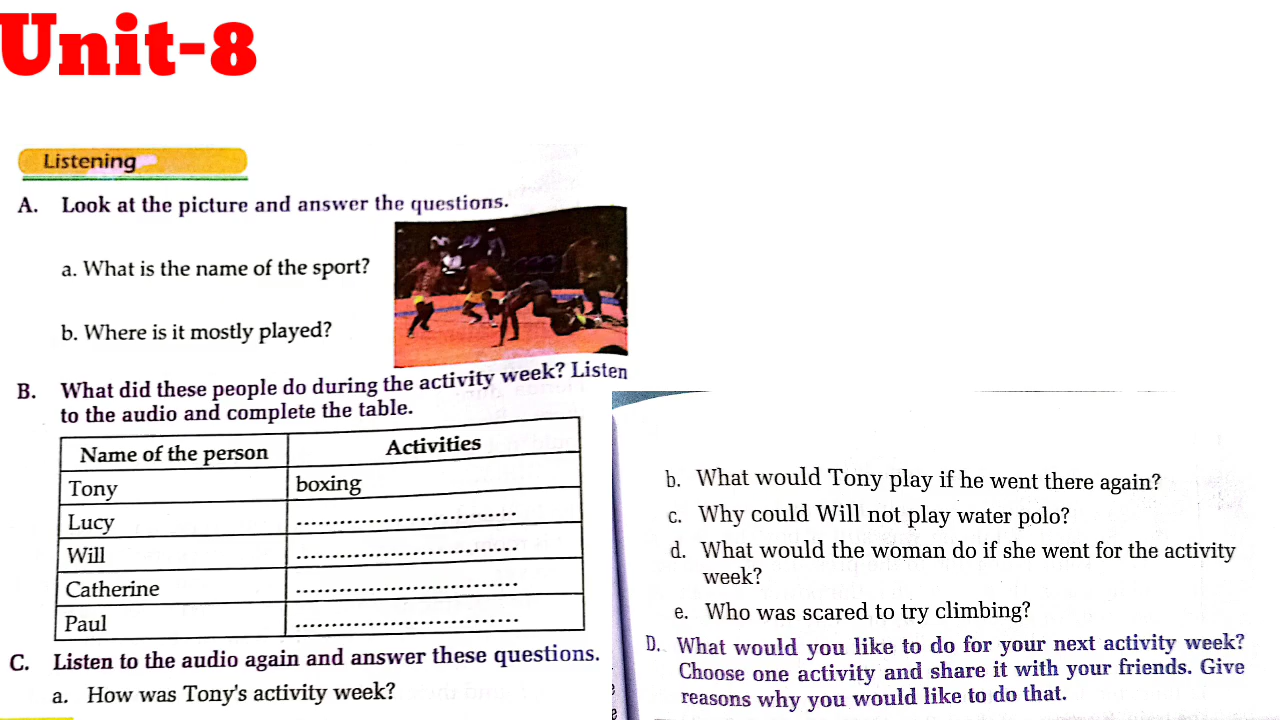 Unit-8
Listening
A. Look at the picture and answer the questions.
a. What is the name of the sport?
b. Where is it mostly played?
B. What did these people do during the activity week? Listen
to the audio and complete the table.
Name of the person Activities
Tony boxing
Lucy ................................
Will ................................
Catherine ................................
Paul ................................
C. Listen to the audio again and answer these questions.
a. How was Tony's activity week?
b. What would Tony play if he went there again?
c. Why could Will not play water polo?
d. What would the woman do if she went for the activity
week?
e. Who was scared to try climbing?
D. What would you like to do for your next activity week?
Choose one activity and share it with your friends. Give
reasons why you would like to do that.